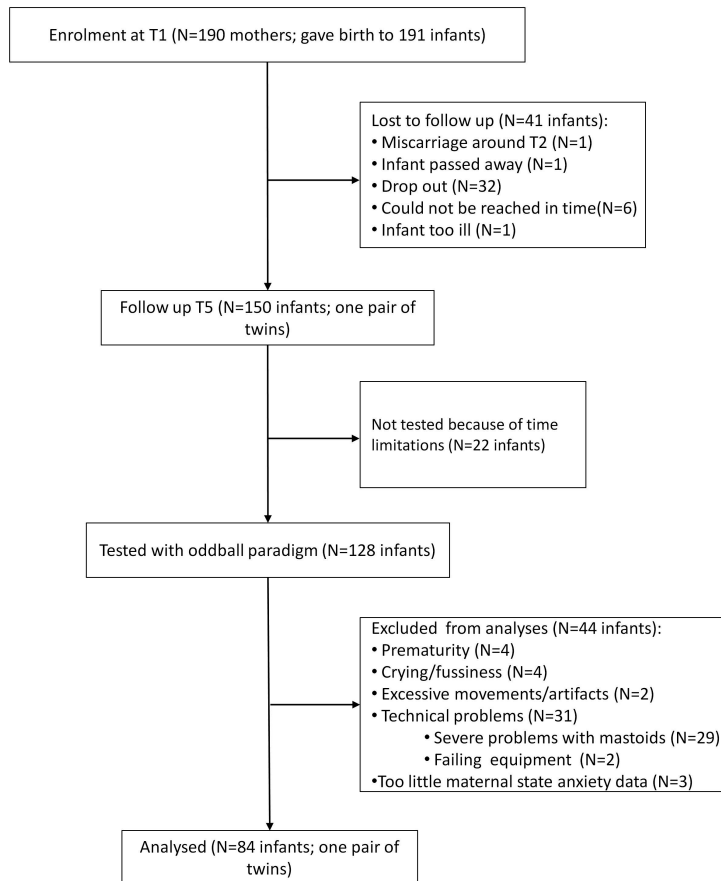 Enrolment at T1 (N=190 mothers; gave birth to 191 infants)
Lost to follow up (N=41 infants):
• Miscarriage around T2 (N=1)
• Infant passed away (N=1)
• Drop out (N=32)
• Could not be reached in time(N=6)
• Infant too ill (N=1)
Follow up T5 (N=150 infants; one pair of
twins)
Not tested because of time
limitations (N=22 infants)
Tested with oddball paradigm (N=128 infants)
Excluded from analyses (N=44 infants):
• Prematurity (N=4)
• Crying/fussiness (N=4)
• Excessive movements/artifacts (N=2)
• Technical problems (N=31)
• Severe problems with mastoids (N=29)
• Failing equipment (N=2)
•Too little maternal state anxiety data (N=3)
Analysed (N=84 infants; one pair of
twins)